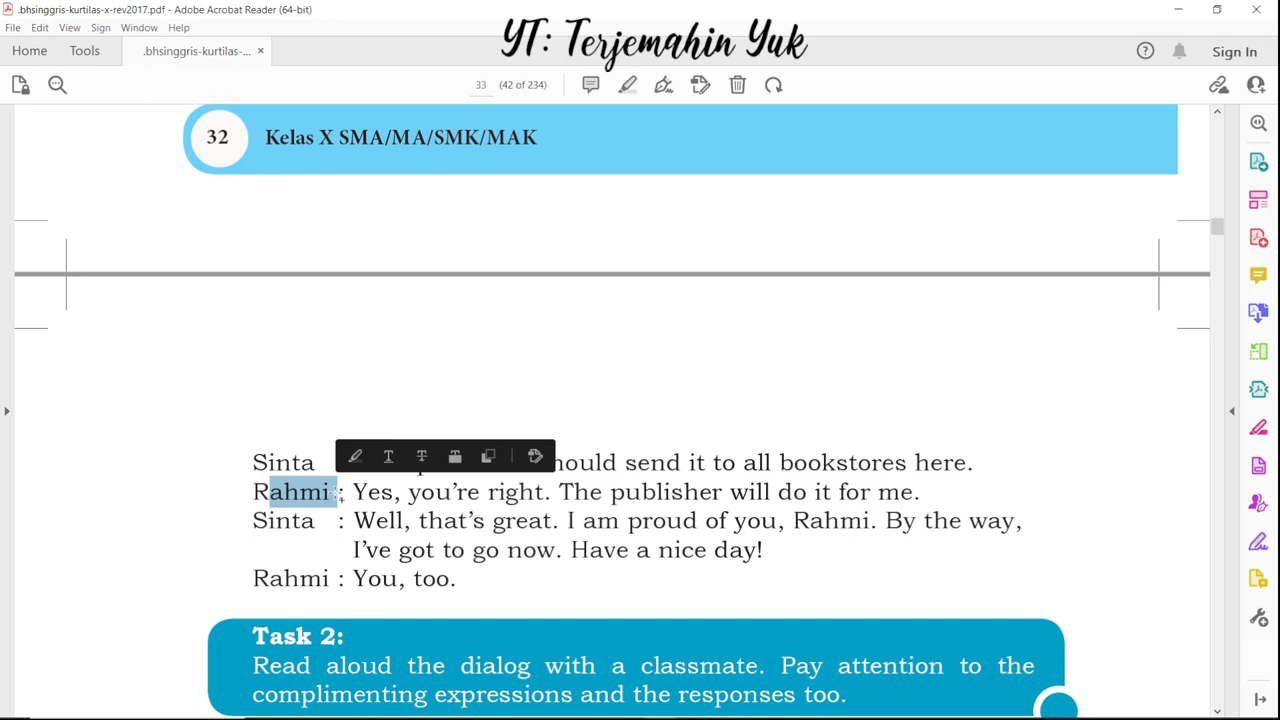 .bhsinggris-kurtilas-x-rev2017.pdf - Adobe Acrobat Reader (64-bit)
File Edit View Sign Window Help
YT: Terjemahin Yuk
Home Tools .bhsinggris-kurtilas-... × Sign In
33 (42 of 234)
32 Kelas X SMA/MA/SMK/MAK
Sinta hould send it to all bookstores here.
Rahmi : Yes, you’re right. The publisher will do it for me.
Sinta : Well, that’s great. I am proud of you, Rahmi. By the way,
I’ve got to go now. Have a nice day!
Rahmi : You, too.
Task 2:
Read aloud the dialog with a classmate. Pay attention to the
complimenting expressions and the responses too.